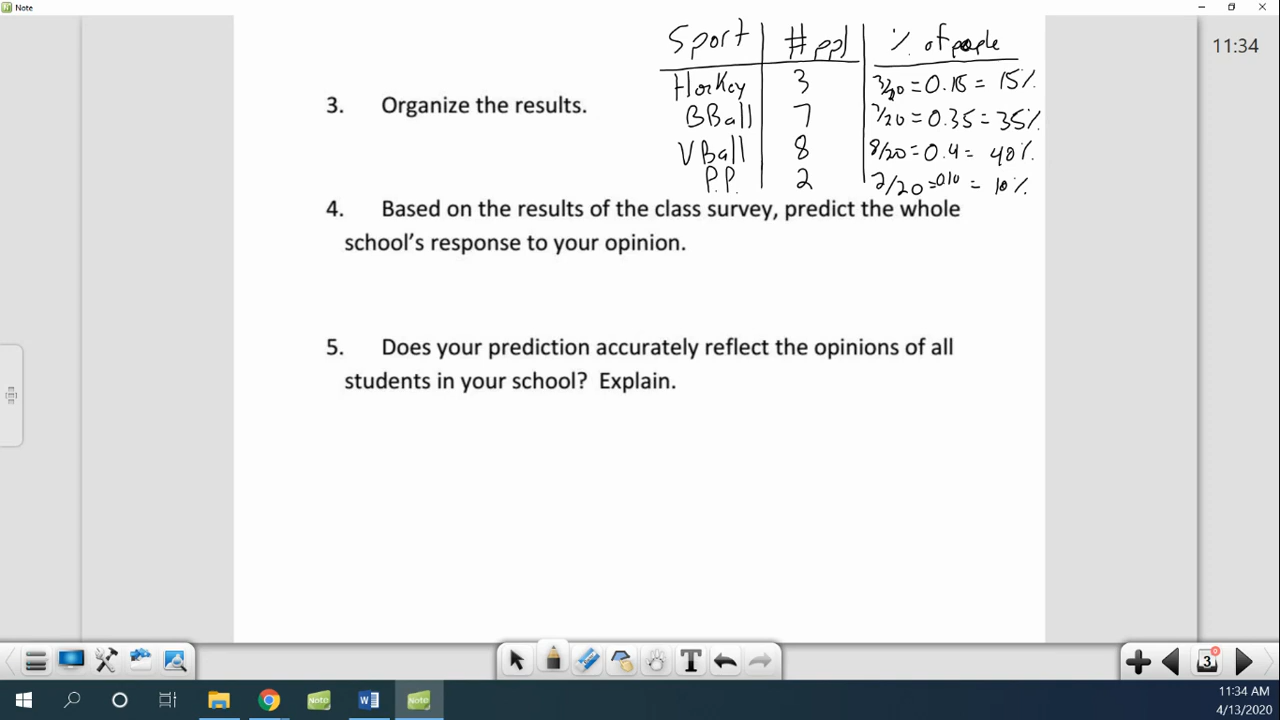 Note
11:34
Sport # ppl % of people
Hockey 3 3/20 = 0.15 = 15%
BBall 7 7/20 = 0.35 = 35%
VBall 8 8/20 = 0.4 = 40%
P.P. 2 2/20 = 0.10 = 10%
3. Organize the results.
4. Based on the results of the class survey, predict the whole
school's response to your opinion.
5. Does your prediction accurately reflect the opinions of all
students in your school? Explain.
T
3
Noto
W
Noto
11:34 AM
4/13/2020